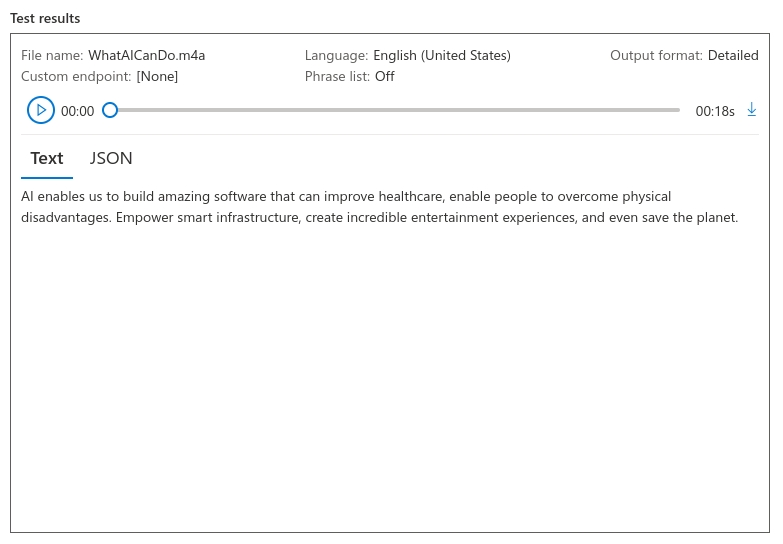 Test results
File name: WhatAICanDo.m4a Language: English (United States) Output format: Detailed
Custom endpoint: [None] Phrase list: Off
00:00 00:18s
Text JSON
AI enables us to build amazing software that can improve healthcare, enable people to overcome physical
disadvantages. Empower smart infrastructure, create incredible entertainment experiences, and even save the planet.